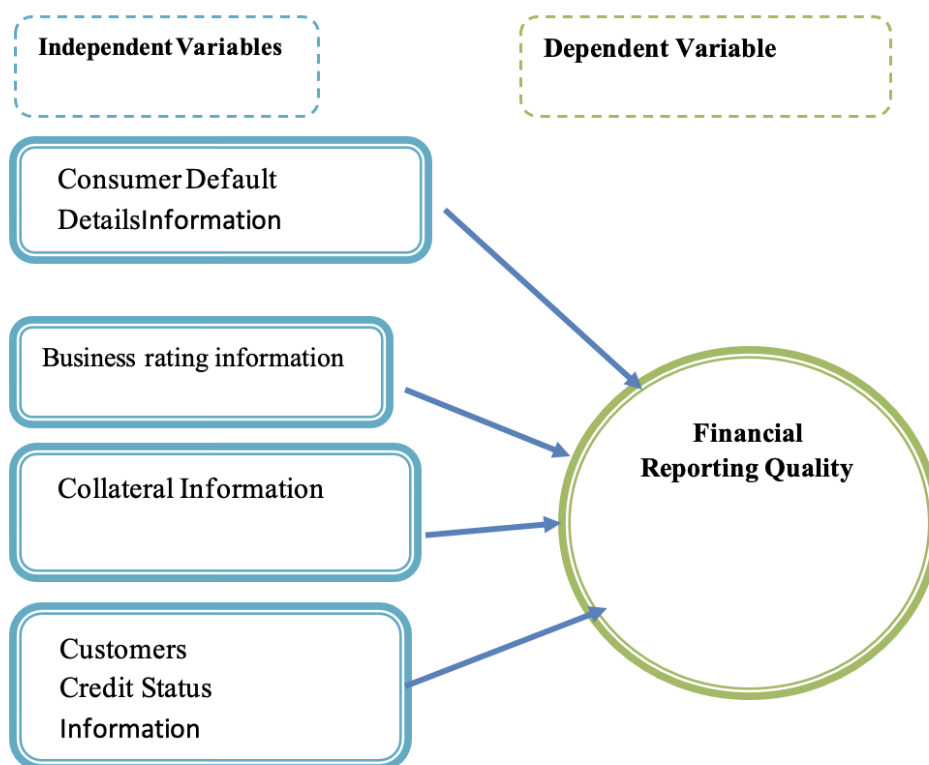 Independent Variables
Dependent Variable
Consumer Default
DetailsInformation
Business rating information
Collateral Information
Customers
Credit Status
Information
Financial
Reporting Quality